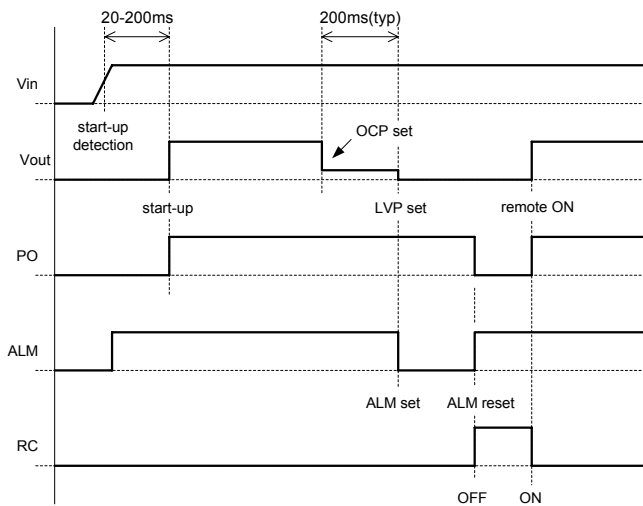 20-200ms
200ms(typ)
Vin
start-up
detection
OCP set
Vout
start-up
LVP set
remote ON
PO
ALM
ALM set
ALM reset
RC
OFF
ON